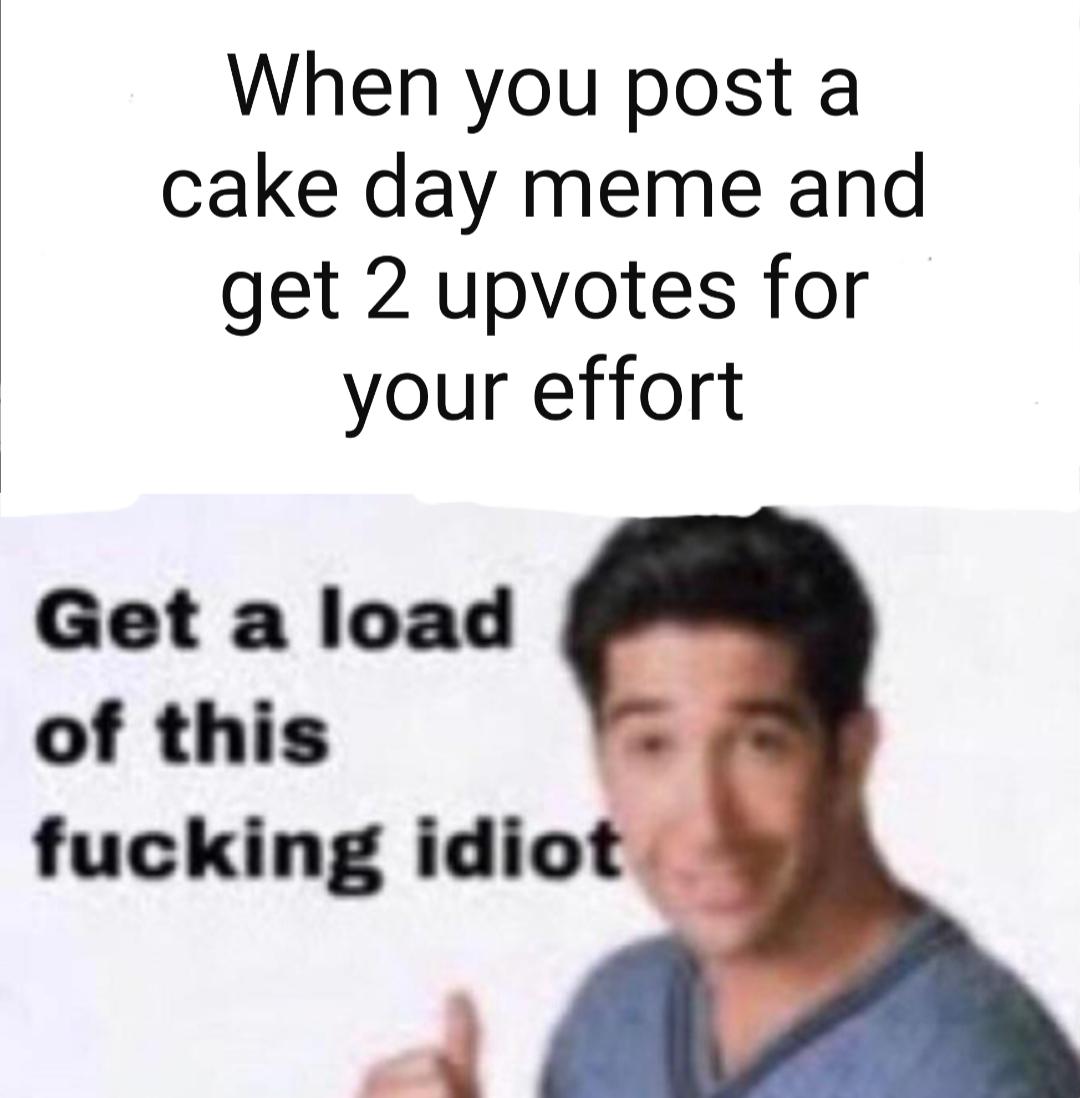 When you post a
cake day meme and
get 2 upvotes for
your effort
Get a load
of this
fucking idiot